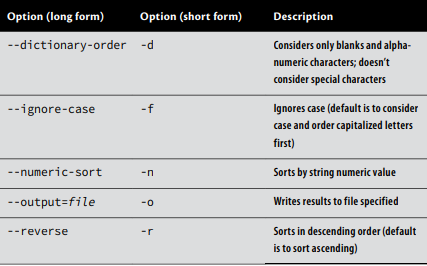 Option (long form) Option (short form) Description
--dictionary-order -d Considers only blanks and alpha-
numeric characters; doesn't
consider special characters
--ignore-case -f Ignores case (default is to consider
case and order capitalized letters
first)
--numeric-sort -n Sorts by string numeric value
--output=file -o Writes results to file specified
--reverse -r Sorts in descending order (default
is to sort ascending)